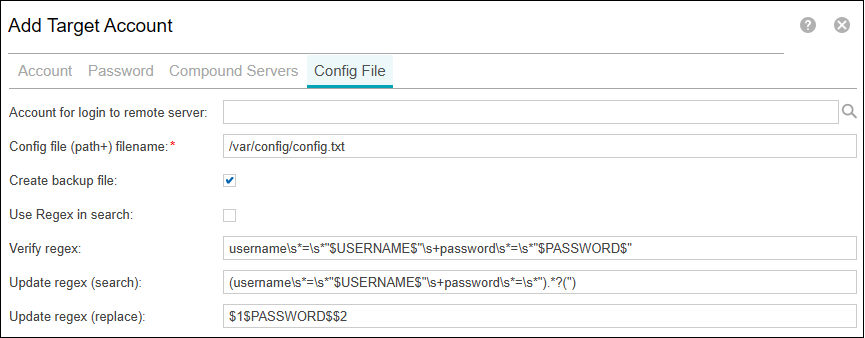 Add Target Account
Account Password Compound Servers Config File
Account for login to remote server:
Config file (path+) filename:* /var/config/config.txt
Create backup file:
Use Regex in search:
Verify regex: username\s*=\s*"$USERNAME$"\s+password\s*=\s*"$PASSWORD$"
Update regex (search): (username\s*=\s*"$USERNAME$"\s+password\s*=\s*").*?(")
Update regex (replace): $1$PASSWORD$$2